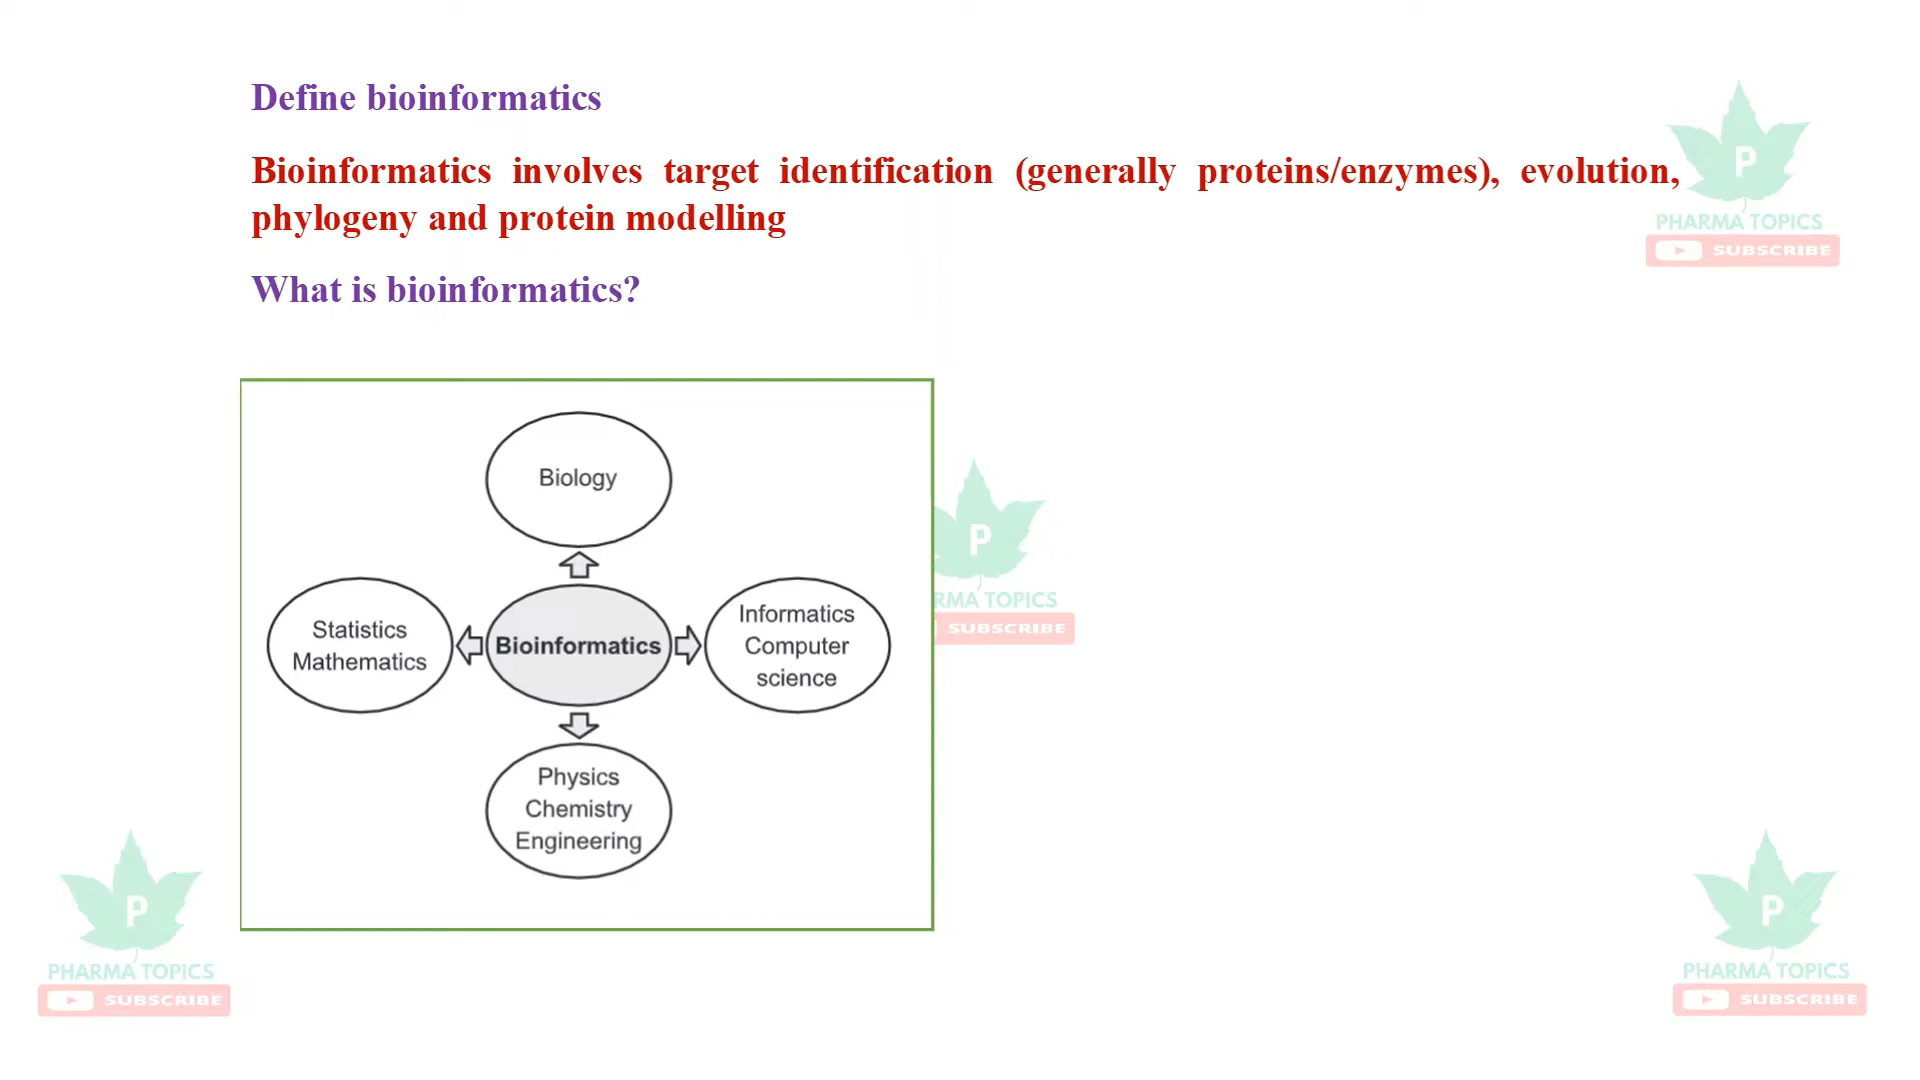 Define bioinformatics
Bioinformatics involves target identification (generally proteins/enzymes), evolution,
phylogeny and protein modelling
P
PHARMA TOPICS
SUBSCRIBE
What is bioinformatics?
Biology
Statistics
Mathematics
Bioinformatics
Informatics
Computer
science
Physics
Chemistry
Engineering
P
RMA TOPICS
SUBSCRIBE
P
PHARMA TOPICS
SUBSCRIBE
P
PHARMA TOPICS
SUBSCRIBE